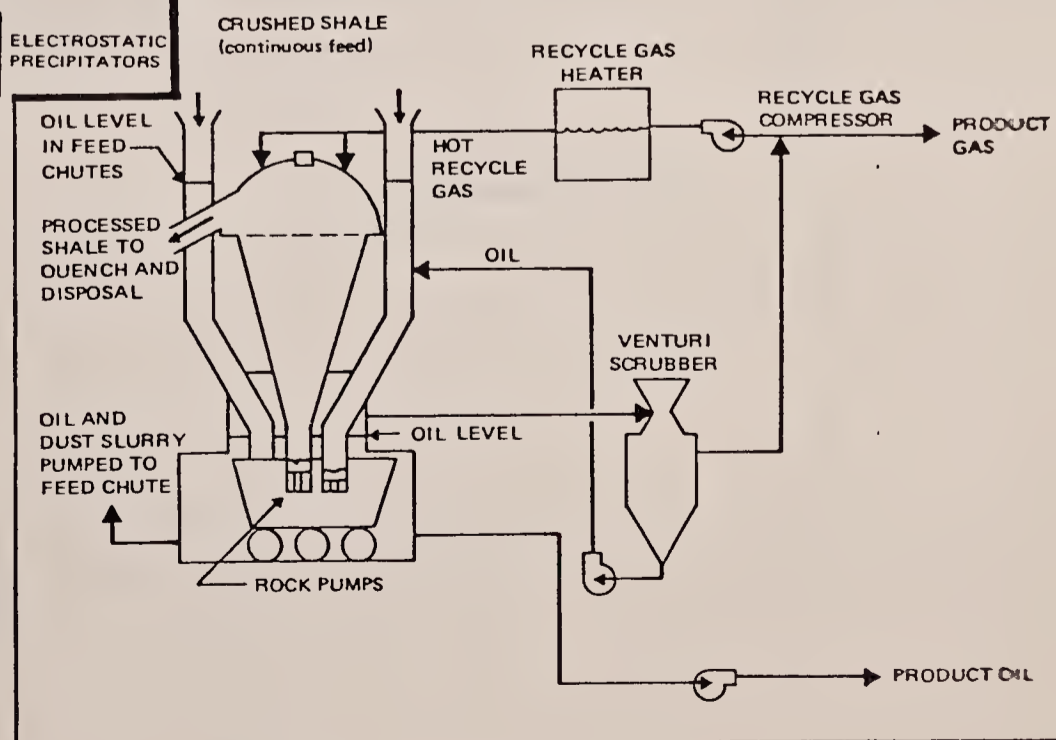 ELECTROSTATIC
PRECIPITATORS
CRUSHED SHALE
(continuous feed)
RECYCLE GAS
HEATER
OIL LEVEL
IN FEED
CHUTES
HOT
RECYCLE
GAS
RECYCLE GAS
COMPRESSOR
PRODUCT
GAS
PROCESSED
SHALE TO
QUENCH AND
DISPOSAL
OIL
VENTURI
SCRUBBER
OIL AND
DUST SLURRY
PUMPED TO
FEED CHUTE
OIL LEVEL
ROCK PUMPS
PRODUCT OIL